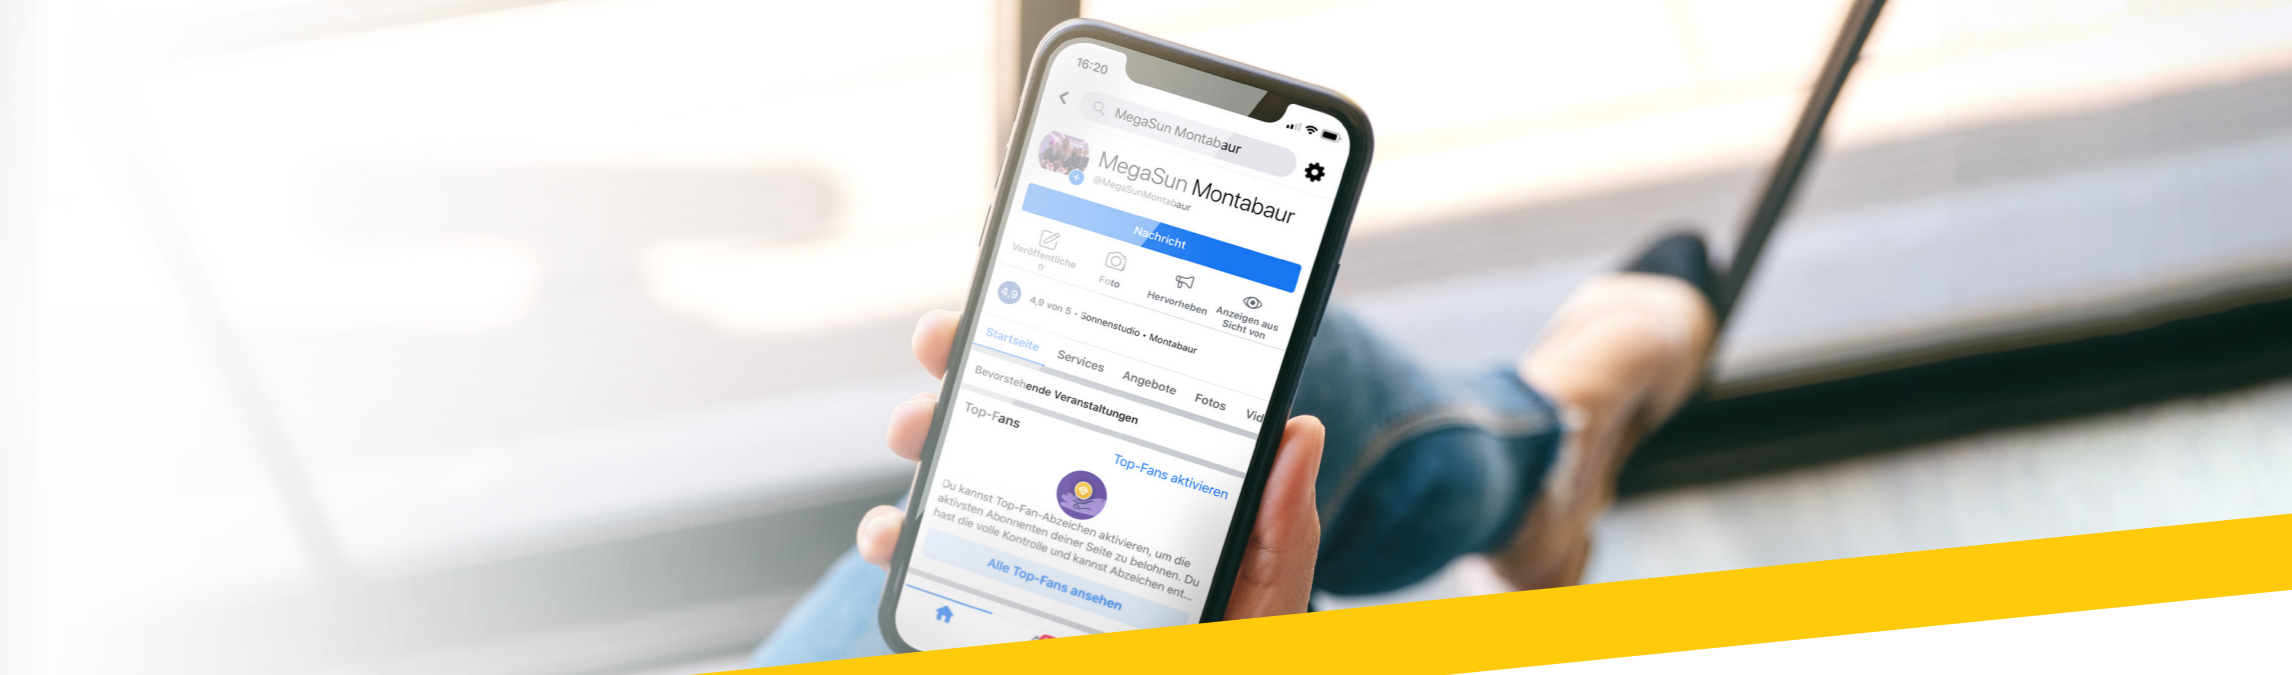 16:20
MegaSun Montabaur
MegaSun Montabaur
@MegaSunMontabaur
Nachricht
Veröffentliche
n
Foto
Hervorheben
Anzeigen aus
Sicht von
4,9
4,9 von 5 • Sonnenstudio • Montabaur
Startseite
Services
Angebote
Fotos
Vid
Bevorstehende Veranstaltungen
Top-Fans
Top-Fans aktivieren
Du kannst Top-Fan-Abzeichen aktivieren, um die
aktivsten Abonnenten deiner Seite zu belohnen. Du
hast die volle Kontrolle und kannst Abzeichen ent...
Alle Top-Fans ansehen